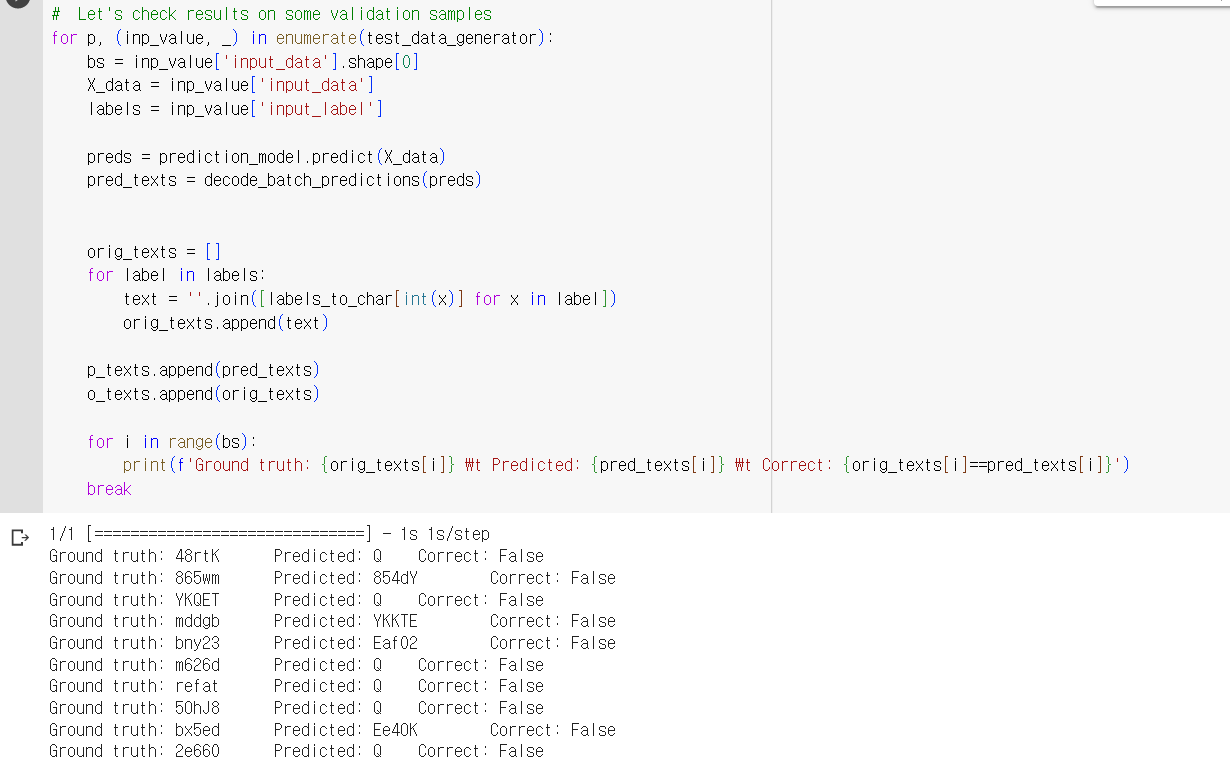 # Let's check results on some validation samples
for p, (inp_value, _) in enumerate(test_data_generator):
    bs = inp_value['input_data'].shape[0]
    X_data = inp_value['input_data']
    labels = inp_value['input_label']
    preds = prediction_model.predict(X_data)
    pred_texts = decode_batch_predictions(preds)
    orig_texts = []
    for label in labels:
        text = ''.join([labels_to_char[int(x)] for x in label])
        orig_texts.append(text)
    p_texts.append(pred_texts)
    o_texts.append(orig_texts)
    for i in range(bs):
        print(f'Ground truth: {orig_texts[i]} ₩t Predicted: {pred_texts[i]} ₩t Correct: {orig_texts[i]==pred_texts[i]}')
    break
1/1 [==============================] - 1s 1s/step
Ground truth: 48rtK Predicted: Q Correct: False
Ground truth: 865wm Predicted: 854dY Correct: False
Ground truth: YKQET Predicted: Q Correct: False
Ground truth: mddgb Predicted: YKKTE Correct: False
Ground truth: bny23 Predicted: Eaf02 Correct: False
Ground truth: m626d Predicted: Q Correct: False
Ground truth: refat Predicted: Q Correct: False
Ground truth: 50hJ8 Predicted: Q Correct: False
Ground truth: bx5ed Predicted: Ee40K Correct: False
Ground truth: 2e660 Predicted: Q Correct: False